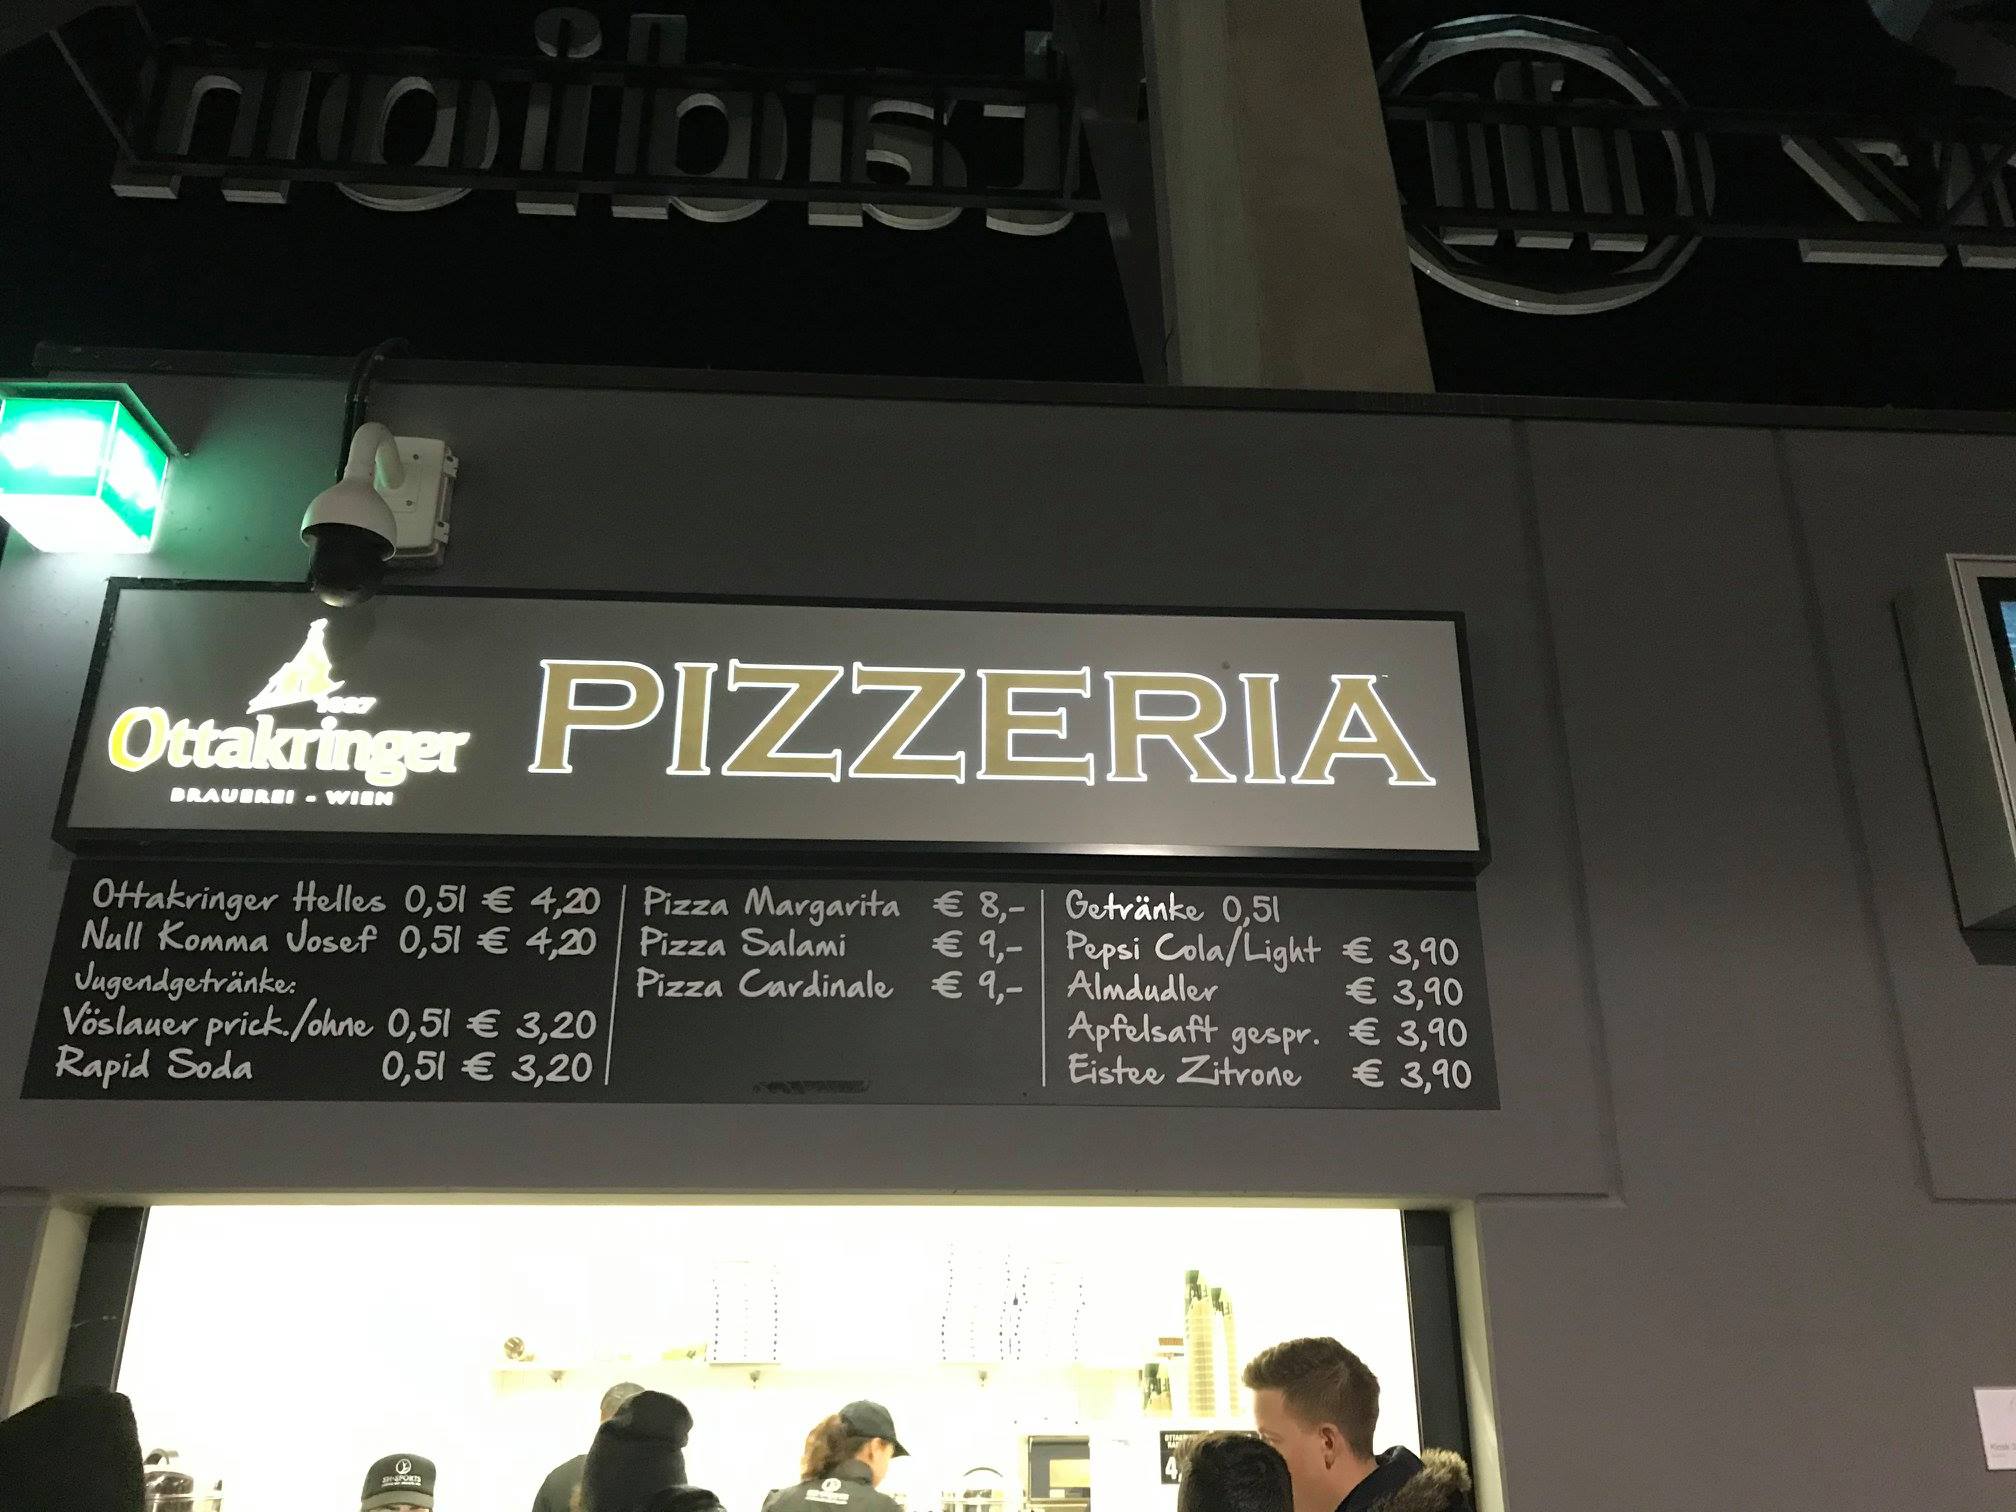 1837
Ottakringer
BRAUEREI - WIEN
PIZZERIA
Ottakringer Helles 0,5l € 4,20
Null Komma Josef 0,5l € 4,20
Jugendgetränke:
Vöslauer prick./ohne 0,5l € 3,20
Rapid Soda 0,5l € 3,20
Pizza Margarita € 8,-
Pizza Salami € 9,-
Pizza Cardinale € 9,-
Getränke 0,5l
Pepsi Cola/Light € 3,90
Almdudler € 3,90
Apfelsaft gespr. € 3,90
Eistee Zitrone € 3,90